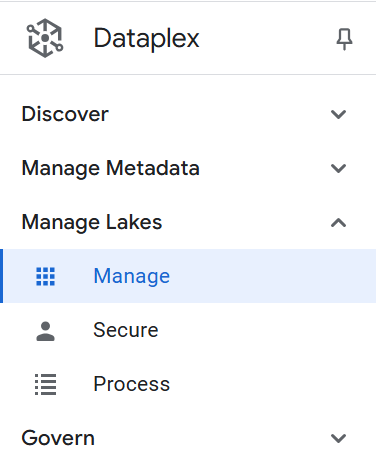 Dataplex
Discover
Manage Metadata
Manage Lakes
Manage
Secure
Process
Govern